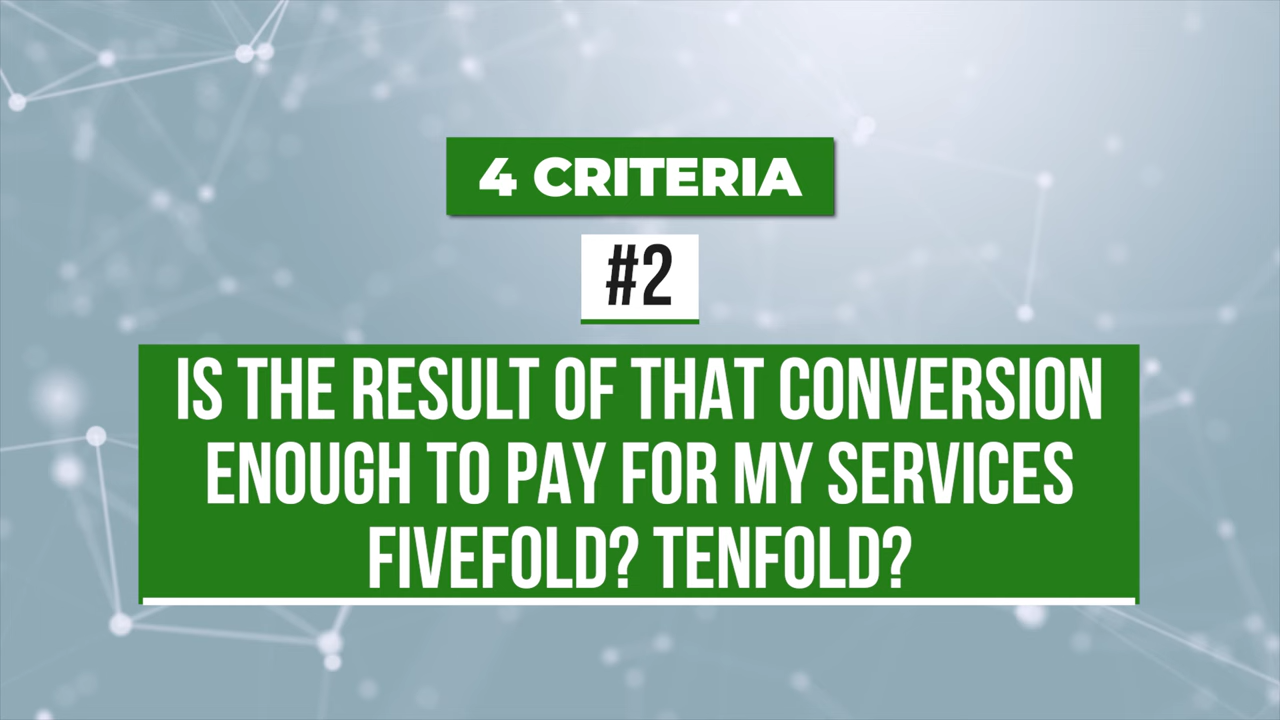 4 CRITERIA
#2
IS THE RESULT OF THAT CONVERSION
ENOUGH TO PAY FOR MY SERVICES
FIVEFOLD? TENFOLD?